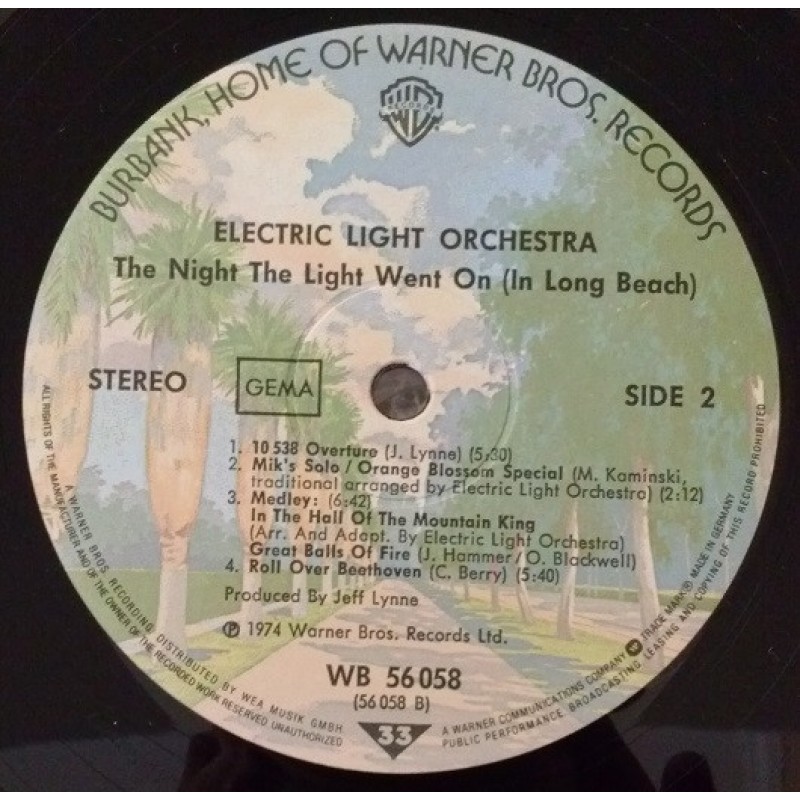 BURBANK, HOME OF WARNER BROS. RECORDS
RECORDS
ELECTRIC LIGHT ORCHESTRA
The Night The Light Went On (In Long Beach)
STEREO
GEMA
SIDE 2
1. 10 538 Overture (J. Lynne) (5:30)
2. Mik's Solo / Orange Blossom Special (M. Kaminski,
traditional arranged by Electric Light Orchestra) (2:12)
3. Medley: (6:42)
In The Hall Of The Mountain King
(Arr. And Adapt. By Electric Light Orchestra)
Great Balls Of Fire (J. Hammer/O. Blackwell)
4. Roll Over Beethoven (C. Berry) (5:40)
Produced By Jeff Lynne
℗ 1974 Warner Bros. Records Ltd.
WB 56 058
(56 058 B)
33
ALL RIGHTS OF THE MANUFACTURER AND OF THE OWNER OF THE RECORDED WORK RESERVED UNAUTHORIZED
PUBLIC PERFORMANCE, BROADCASTING, LEASING AND COPYING OF THIS RECORD PROHIBITED
A WARNER BROS. RECORDING, DISTRIBUTED BY WEA MUSIK GMBH
A WARNER COMMUNICATIONS COMPANY TRADE MARK® MADE IN GERMANY